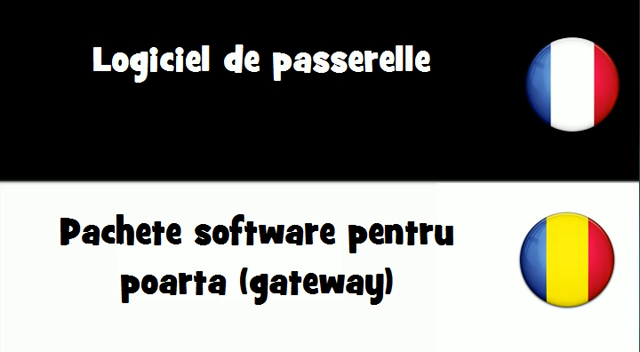 Logiciel de passerelle
Pachete software pentru
poarta (gateway)